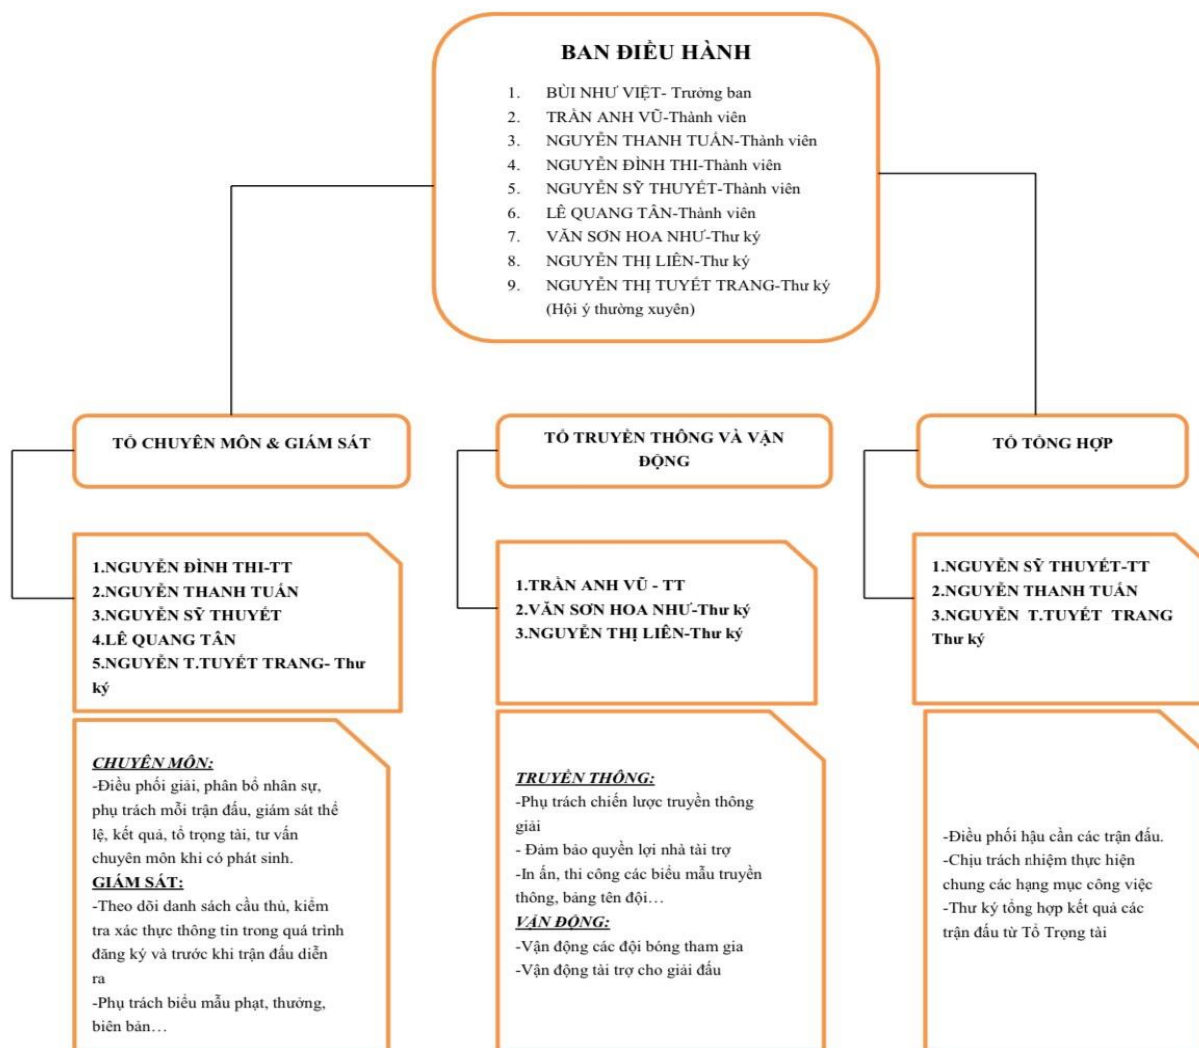 BAN ĐIỀU HÀNH
1. BÙI NHƯ VIỆT- Trưởng ban
2. TRẦN ANH VŨ-Thành viên
3. NGUYỄN THANH TUẤN-Thành viên
4. NGUYỄN ĐÌNH THI-Thành viên
5. NGUYỄN SỸ THUYẾT-Thành viên
6. LÊ QUANG TÂN-Thành viên
7. VĂN SƠN HOA NHƯ-Thư ký
8. NGUYỄN THỊ LIÊN-Thư ký
9. NGUYỄN THỊ TUYẾT TRANG-Thư ký
(Hội ý thường xuyên)
TỔ CHUYÊN MÔN & GIÁM SÁT
1.NGUYỄN ĐÌNH THI-TT
2.NGUYỄN THANH TUẤN
3.NGUYỄN SỸ THUYẾT
4.LÊ QUANG TÂN
5.NGUYỄN T.TUYẾT TRANG- Thư
ký
CHUYÊN MÔN:
-Điều phối giải, phân bổ nhân sự,
phụ trách mỗi trận đấu, giám sát thể
lệ, kết quả, tổ trọng tài, tư vấn
chuyên môn khi có phát sinh.
GIÁM SÁT:
-Theo dõi danh sách cầu thủ, kiểm
tra xác thực thông tin trong quá trình
đăng ký và trước khi trận đấu diễn
ra
-Phụ trách biểu mẫu phạt, thưởng,
biên bản…
TỔ TRUYỀN THÔNG VÀ VẬN
ĐỘNG
1.TRẦN ANH VŨ - TT
2.VĂN SƠN HOA NHƯ-Thư ký
3.NGUYỄN THỊ LIÊN-Thư ký
TRUYỀN THÔNG:
-Phụ trách chiến lược truyền thông
giải
- Đảm bảo quyền lợi nhà tài trợ
-In ấn, thi công các biểu mẫu truyền
thông, bảng tên đội…
VẬN ĐỘNG:
-Vận động các đội bóng tham gia
-Vận động tài trợ cho giải đấu
TỔ TỔNG HỢP
1.NGUYỄN SỸ THUYẾT-TT
2.NGUYỄN THANH TUẤN
3.NGUYỄN T.TUYẾT TRANG
Thư ký
-Điều phối hậu cần các trận đấu.
-Chịu trách nhiệm thực hiện
chung các hạng mục công việc
-Thư ký tổng hợp kết quả các
trận đấu từ Tổ Trọng tài